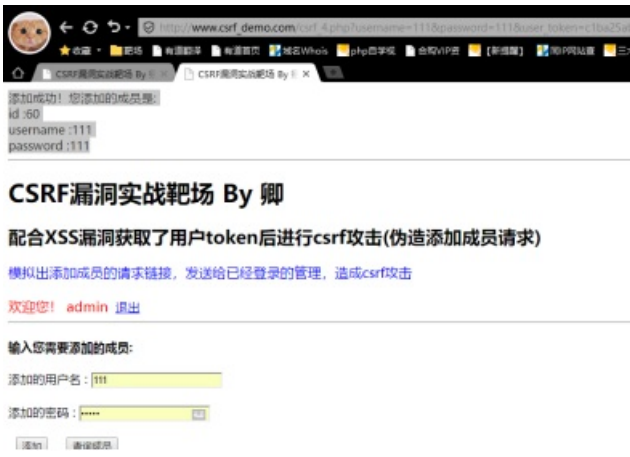 http://www.csrf_demo.com/csrf_4.php?username=111&password=111&user_token=c1ba25a
收藏 靶场 有道翻译 有道首页 域名Whois php自学馆 合购VIP资
CSRF漏洞实战靶场 By CSRF漏洞实战靶场 By
添加成功！您添加的成员是:
id :60
username :111
password :111
CSRF漏洞实战靶场 By 卿
配合XSS漏洞获取了用户token后进行csrf攻击(伪造添加成员请求)
模拟出添加成员的请求链接，发送给已经登录的管理，造成csrf攻击
欢迎您！ admin 退出
输入您需要添加的成员:
添加的用户名：111
添加的密码：•••••
添加 查询成员